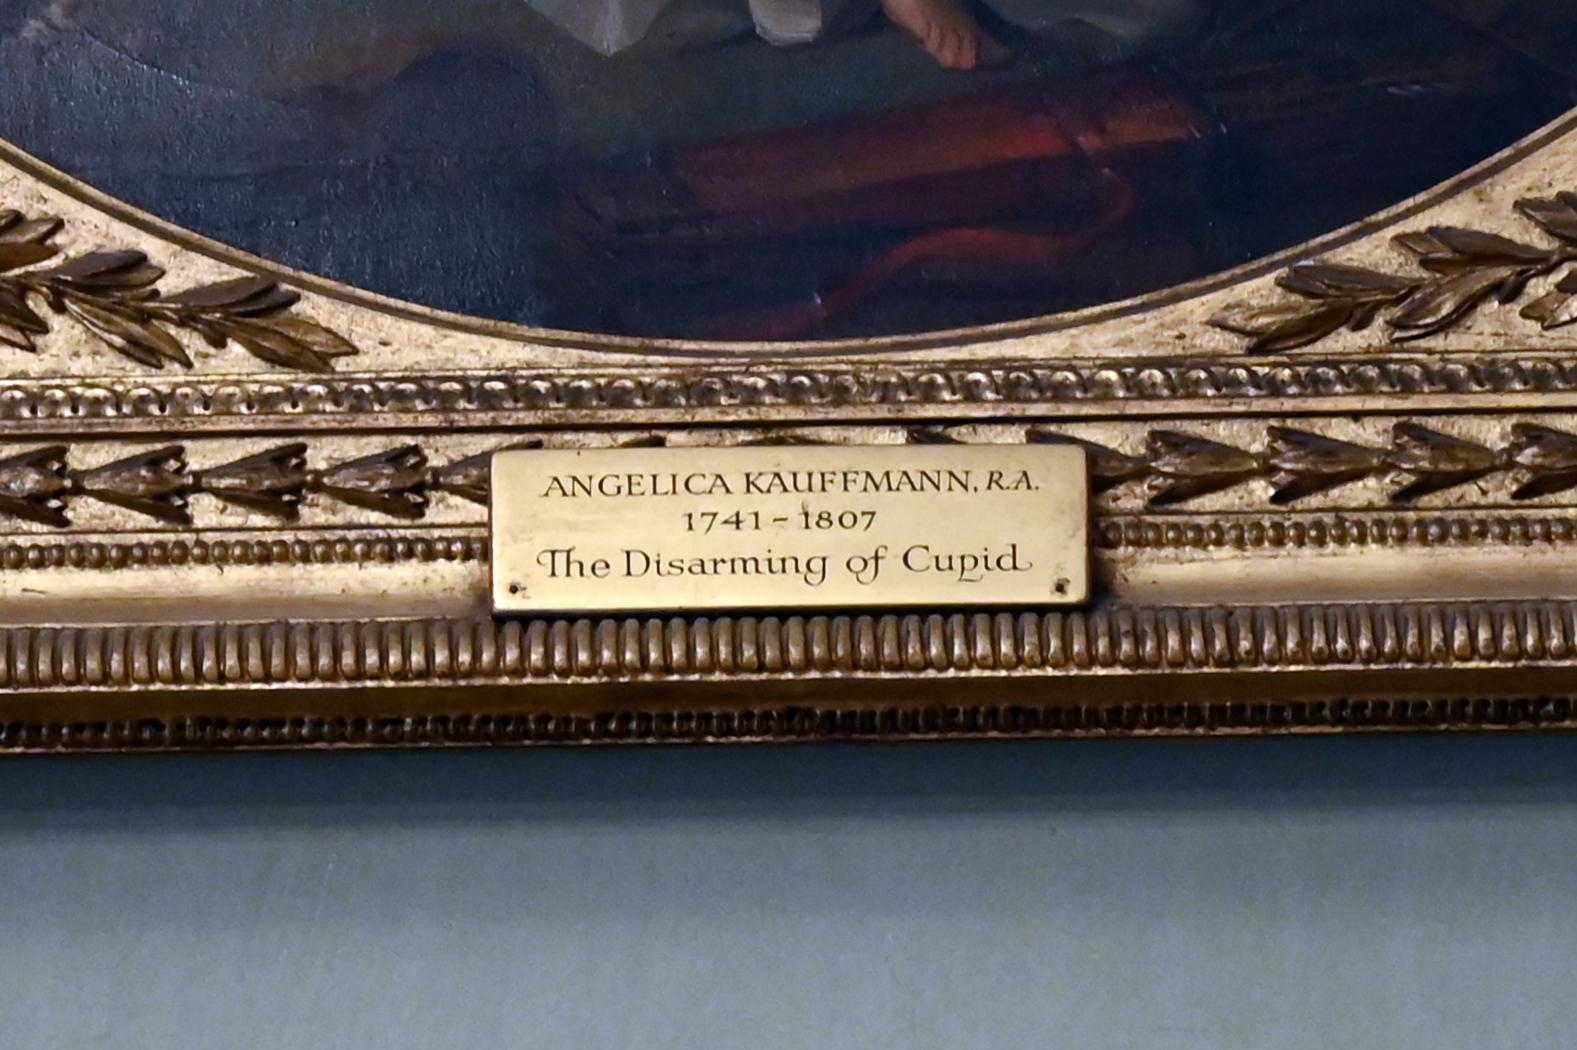 ANGELICA KAUFFMANN, R.A.
1741-1807
The Disarming of Cupid